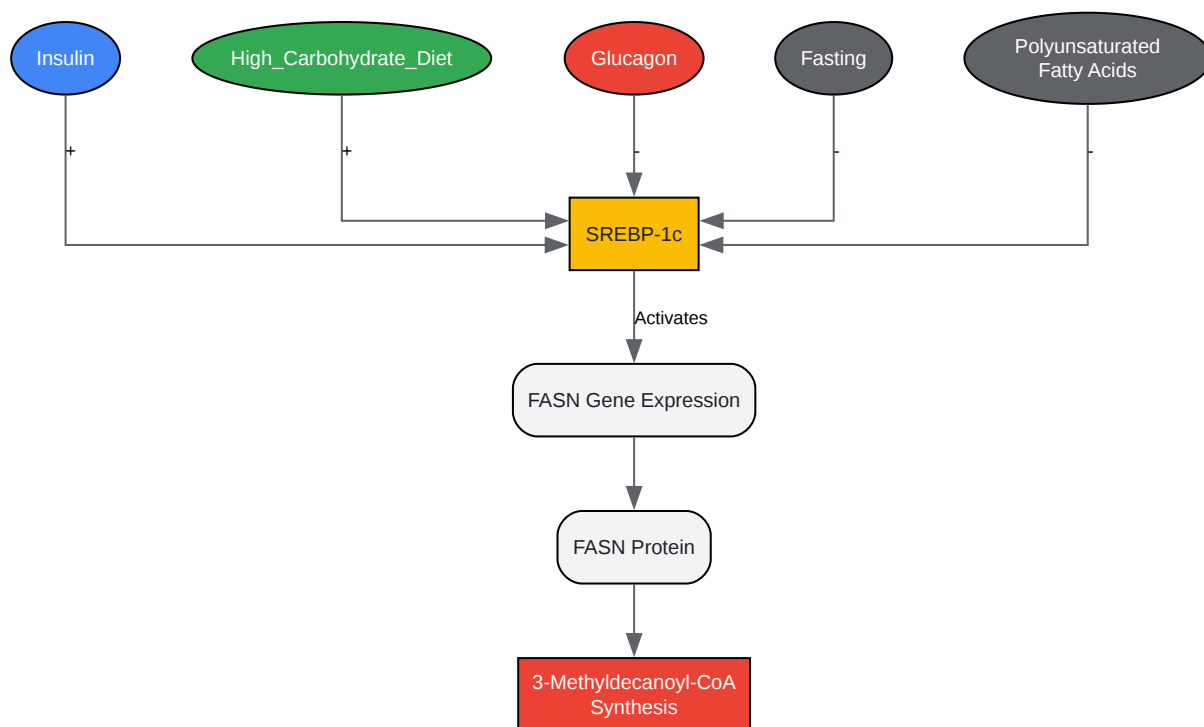 Insulin
High_Carbohydrate_Diet
Glucagon
Fasting
Polyunsaturated
Fatty Acids
+
+
-
-
-
SREBP-1c
Activates
FASN Gene Expression
FASN Protein
3-Methyldecanoyl-CoA
Synthesis